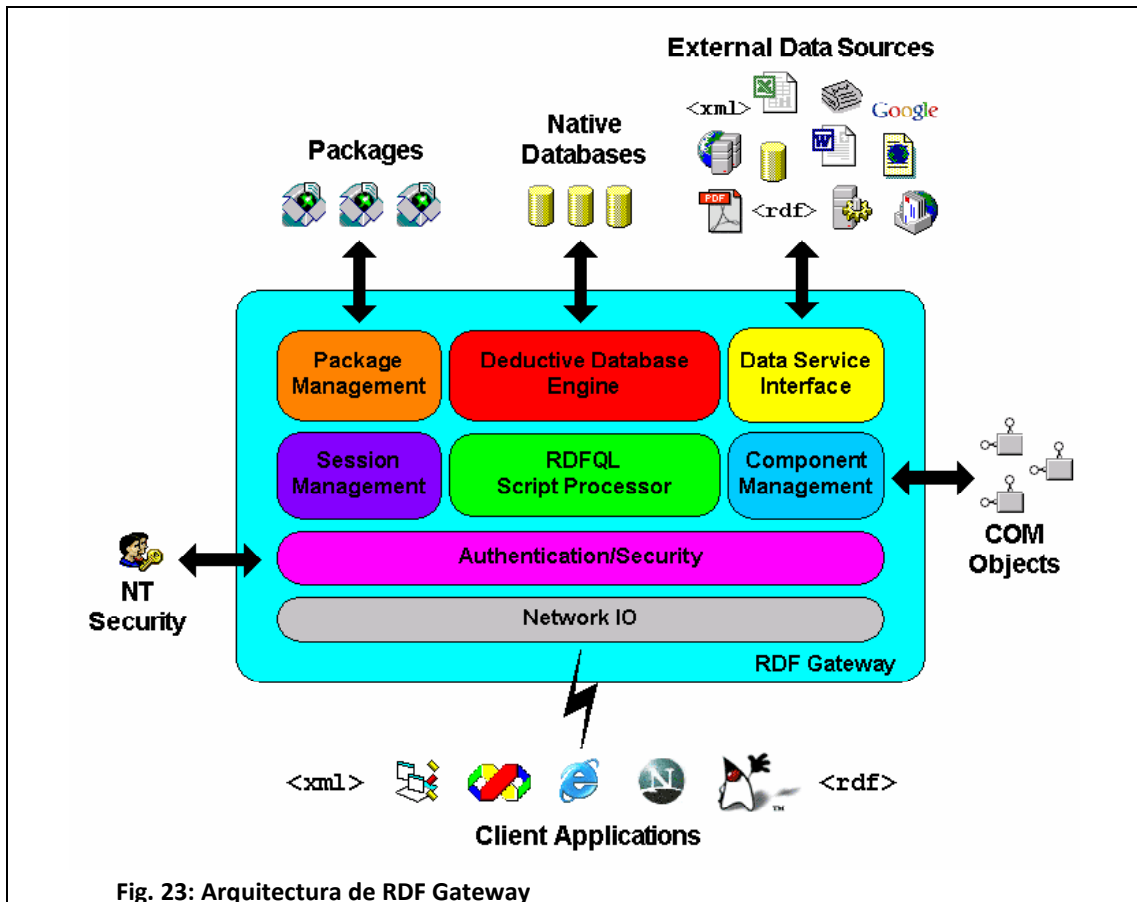 External Data Sources
<xml>
Google
Native
Databases
W
Packages
PDF
<rdf>
Package
Management
Deductive Database
Engine
Data Service
Interface
Session
Management
RDFQL
Script Processor
Component
Management
COM
Objects
Authentication/Security
NT
Security
Network IO
RDF Gateway
<xml>
N
TM
<rdf>
Client Applications
Fig. 23: Arquitectura de RDF Gateway